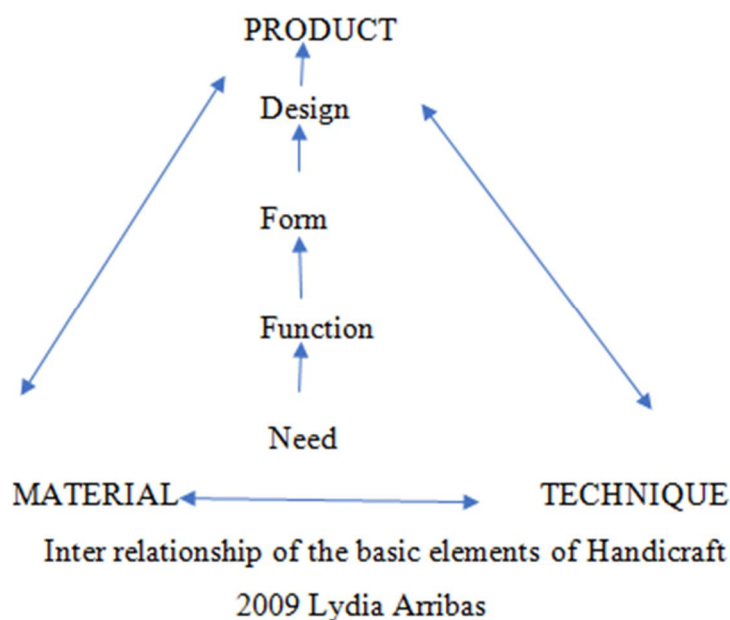 PRODUCT
Design
Form
Function
Need
MATERIAL TECHNIQUE
Inter relationship of the basic elements of Handicraft
2009 Lydia Arribas